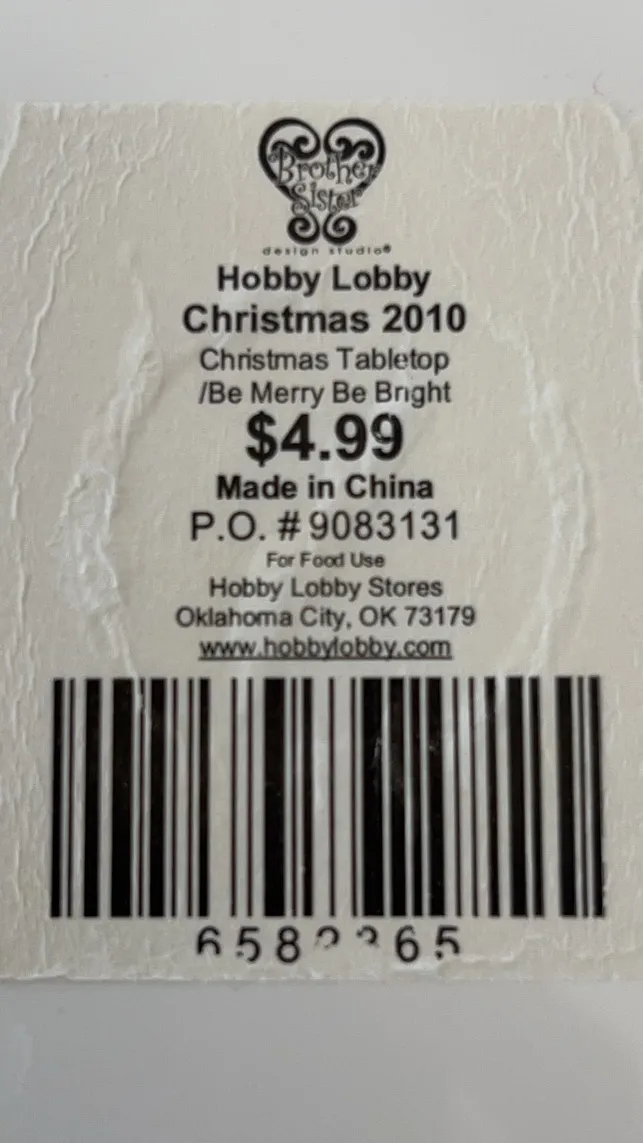 Brother
Sister
design studio®
Hobby Lobby
Christmas 2010
Christmas Tabletop
/Be Merry Be Bright
$4.99
Made in China
P.O. # 9083131
For Food Use
Hobby Lobby Stores
Oklahoma City, OK 73179
www.hobbylobby.com